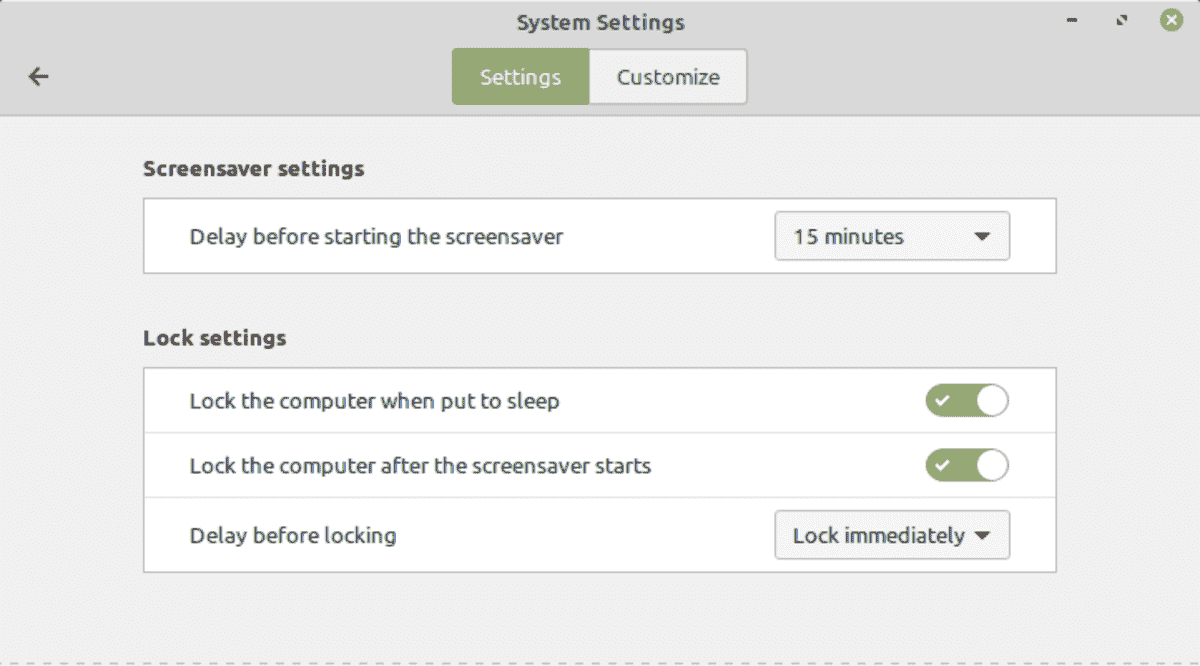 System Settings
Settings Customize
Screensaver settings
Delay before starting the screensaver 15 minutes
Lock settings
Lock the computer when put to sleep
Lock the computer after the screensaver starts
Delay before locking Lock immediately